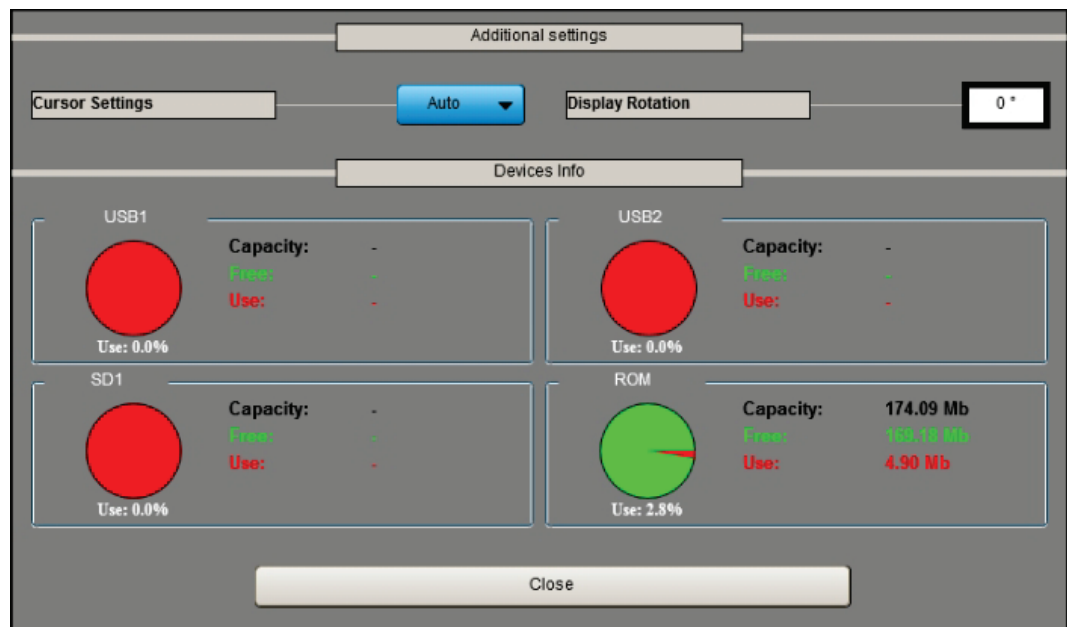 Additional settings
Cursor Settings
Auto
Display Rotation
0 °
Devices Info
USB1
Capacity: -
Free: -
Use: -
Use: 0.0%
USB2
Capacity: -
Free: -
Use: -
Use: 0.0%
SD1
Capacity: -
Free: -
Use: -
Use: 0.0%
ROM
Capacity: 174.09 Mb
Free: 169.18 Mb
Use: 4.90 Mb
Use: 2.8%
Close